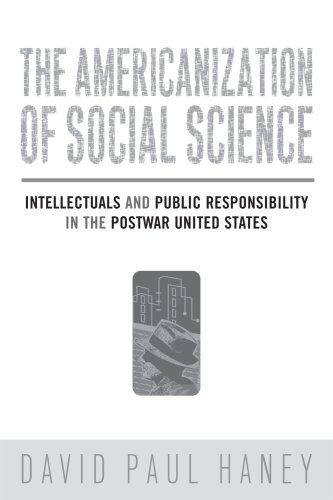 THE AMERICANIZATION
OF SOCIAL SCIENCE
INTELLECTUALS AND PUBLIC RESPONSIBILITY
IN THE POSTWAR UNITED STATES
DAVID PAUL HANEY